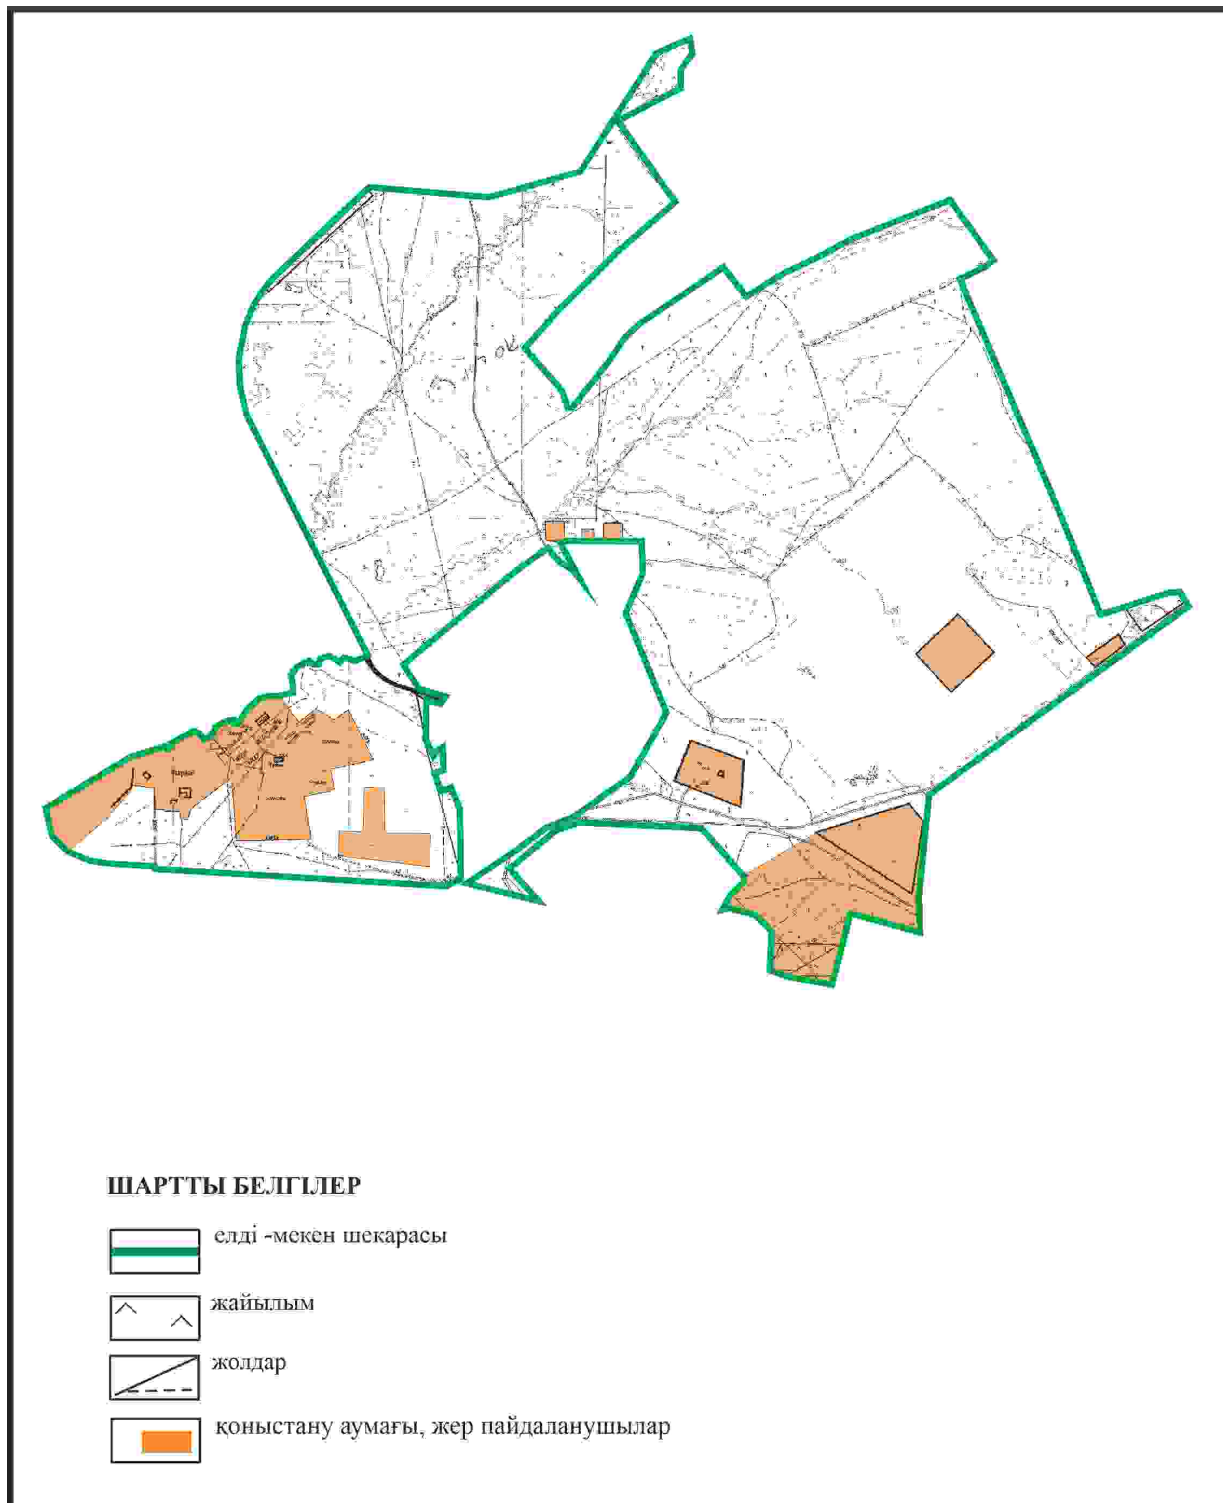 ШАРТТЫ БЕЛГІЛЕР
елді -мекен шекарасы
жайылым
жолдар
қоныстану аумағы, жер пайдаланушылар